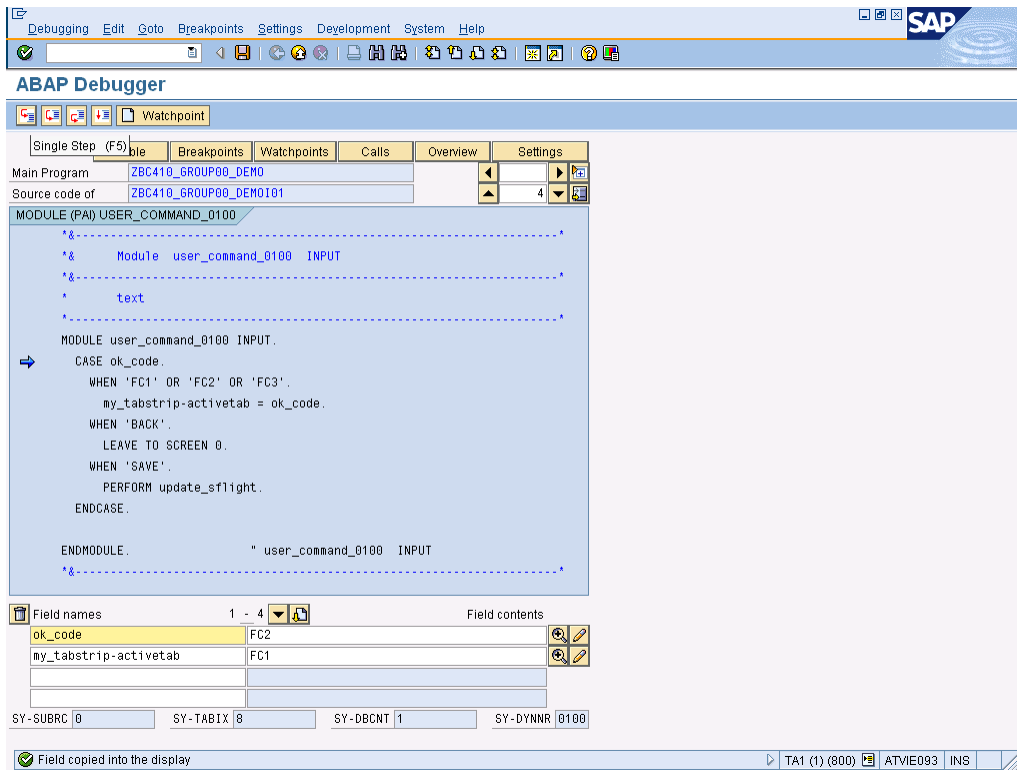 Debugging Edit Goto Breakpoints Settings Development System Help
SAP
ABAP Debugger
Watchpoint
Single Step (F5)
ble Breakpoints Watchpoints Calls Overview Settings
Main Program ZBC410_GROUP00_DEMO
Source code of ZBC410_GROUP00_DEMOI01 4
MODULE (PAI) USER_COMMAND_0100
*&---------------------------------------------------------------------*
*& Module user_command_0100 INPUT
*&---------------------------------------------------------------------*
* text
*----------------------------------------------------------------------*
MODULE user_command_0100 INPUT.
CASE ok_code.
WHEN 'FC1' OR 'FC2' OR 'FC3'.
my_tabstrip-activetab = ok_code.
WHEN 'BACK'.
LEAVE TO SCREEN 0.
WHEN 'SAVE'.
PERFORM update_sflight.
ENDCASE.
ENDMODULE. " user_command_0100 INPUT
*&---------------------------------------------------------------------*
Field names 1 - 4 Field contents
ok_code FC2
my_tabstrip-activetab FC1
SY-SUBRC 0 SY-TABIX 8 SY-DBCNT 1 SY-DYNNR 0100
Field copied into the display TA1 (1) (800) ATVIE093 INS